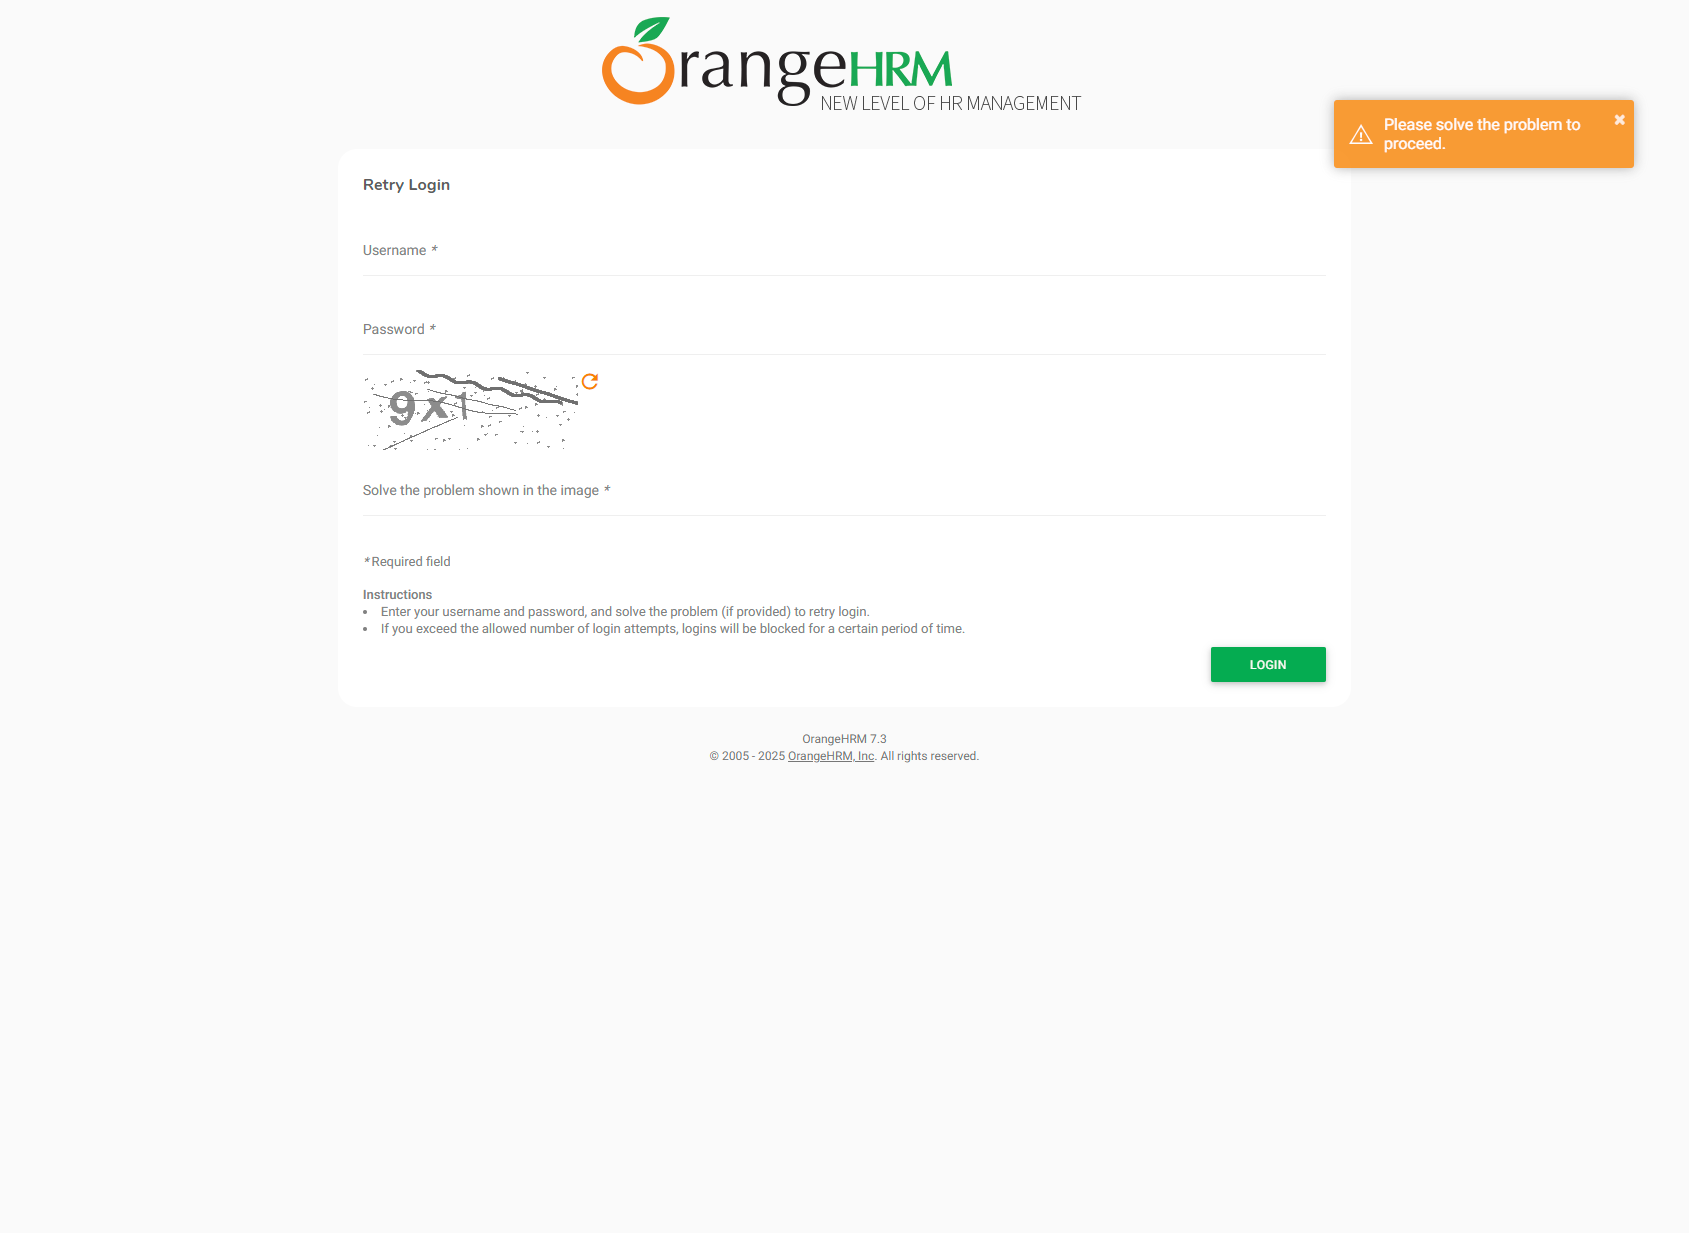 OrangeHRM
NEW LEVEL OF HR MANAGEMENT
Please solve the problem to
proceed.
Retry Login
Username *
Password *
Solve the problem shown in the image *
* Required field
Instructions
• Enter your username and password, and solve the problem (if provided) to retry login.
• If you exceed the allowed number of login attempts, logins will be blocked for a certain period of time.
LOGIN
OrangeHRM 7.3
© 2005 - 2025 OrangeHRM, Inc. All rights reserved.